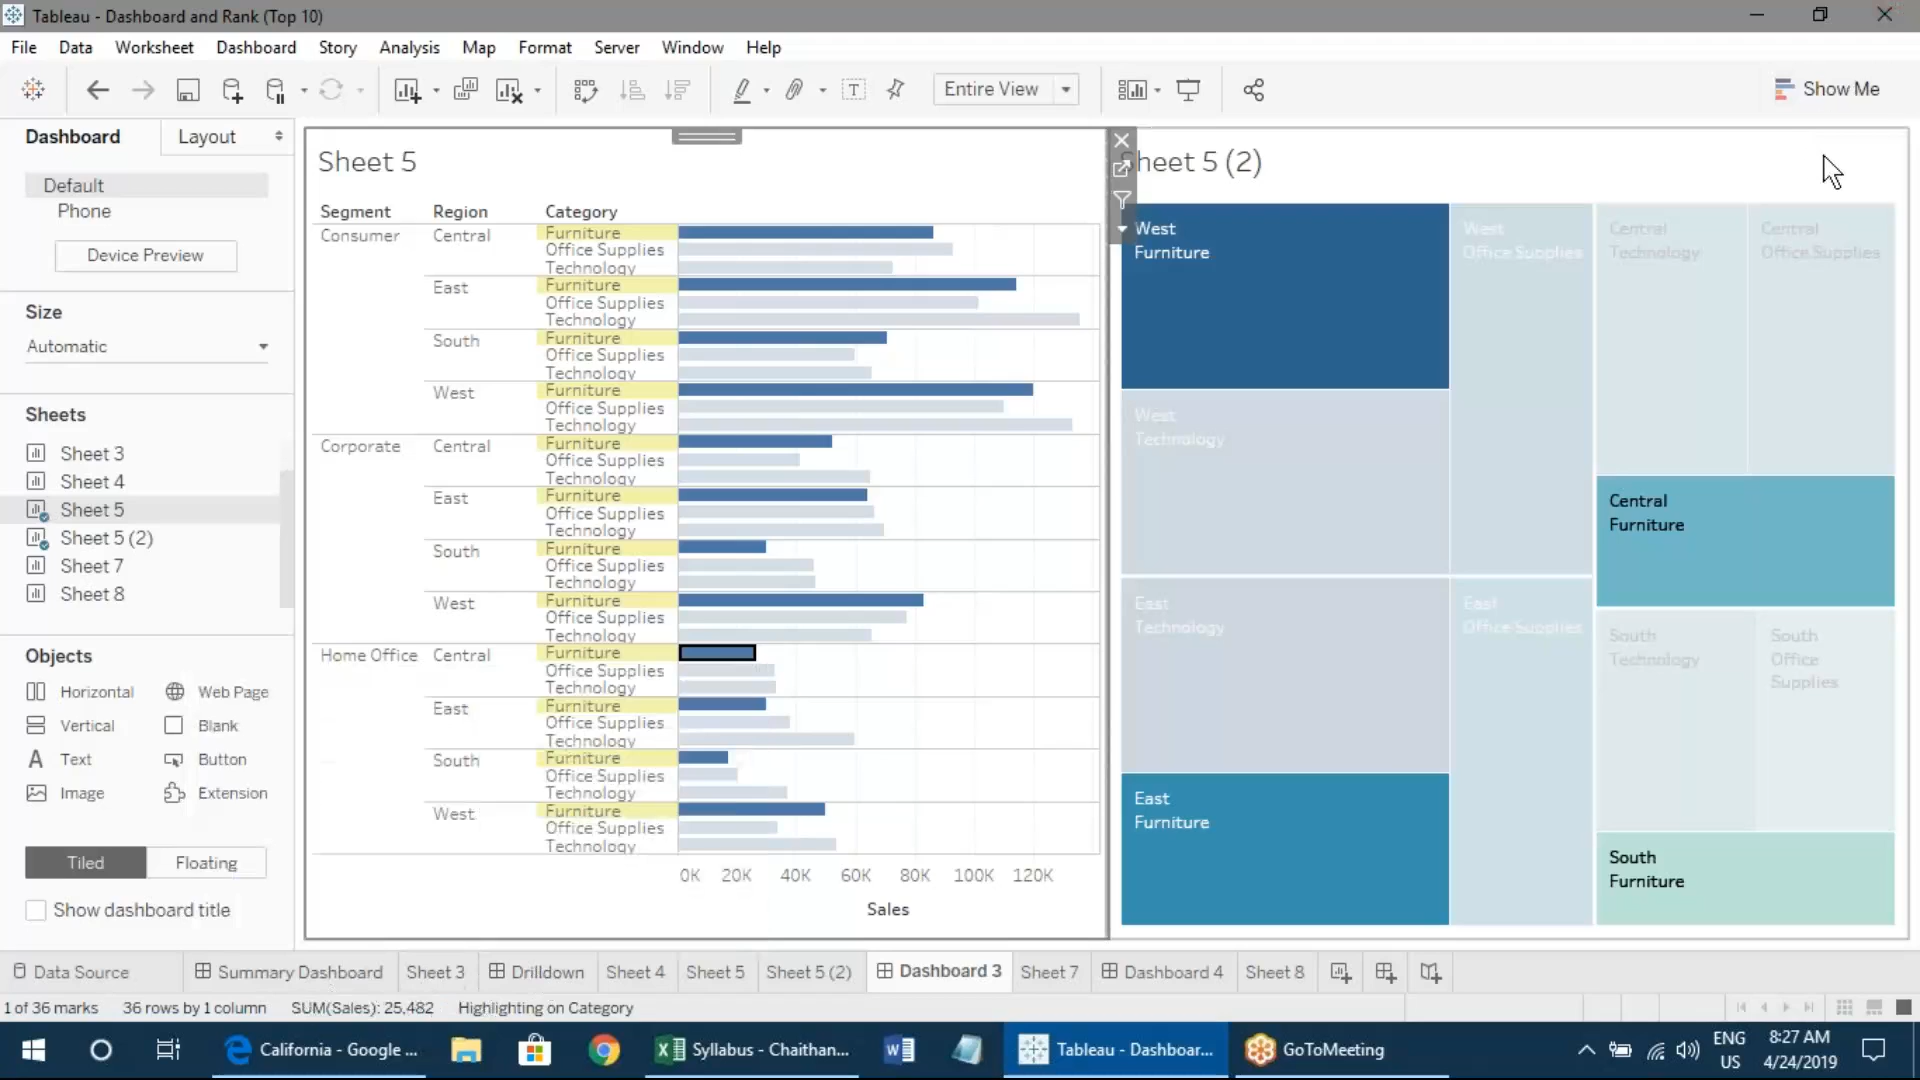 Tableau - Dashboard and Rank (Top 10)
File Data Worksheet Dashboard Story Analysis Map Format Server Window Help
Entire View
Show Me
Dashboard Layout
Default
Phone
Device Preview
Size
Automatic
Sheets
Sheet 3
Sheet 4
Sheet 5
Sheet 5 (2)
Sheet 7
Sheet 8
Objects
Horizontal Web Page
Vertical Blank
Text Button
Image Extension
Tiled Floating
Show dashboard title
Sheet 5
Segment Region Category
Consumer Central Furniture
Office Supplies
Technology
East Furniture
Office Supplies
Technology
South Furniture
Office Supplies
Technology
West Furniture
Office Supplies
Technology
Corporate Central Furniture
Office Supplies
Technology
East Furniture
Office Supplies
Technology
South Furniture
Office Supplies
Technology
West Furniture
Office Supplies
Technology
Home Office Central Furniture
Office Supplies
Technology
East Furniture
Office Supplies
Technology
South Furniture
Office Supplies
Technology
West Furniture
Office Supplies
Technology
0K 20K 40K 60K 80K 100K 120K
Sales
heet 5 (2)
West
Furniture
West
Office Supplies
Central
Technology
Central
Office Supplies
West
Technology
Central
Furniture
East
Technology
East
Office Supplies
South
Technology
South
Office
Supplies
East
Furniture
South
Furniture
Data Source Summary Dashboard Sheet 3 Drilldown Sheet 4 Sheet 5 Sheet 5 (2) Dashboard 3 Sheet 7 Dashboard 4 Sheet 8
1 of 36 marks 36 rows by 1 column SUM(Sales): 25,482 Highlighting on Category
California - Google ... Syllabus - Chaithan... Tableau - Dashboar... GoToMeeting
ENG
US
8:27 AM
4/24/2019